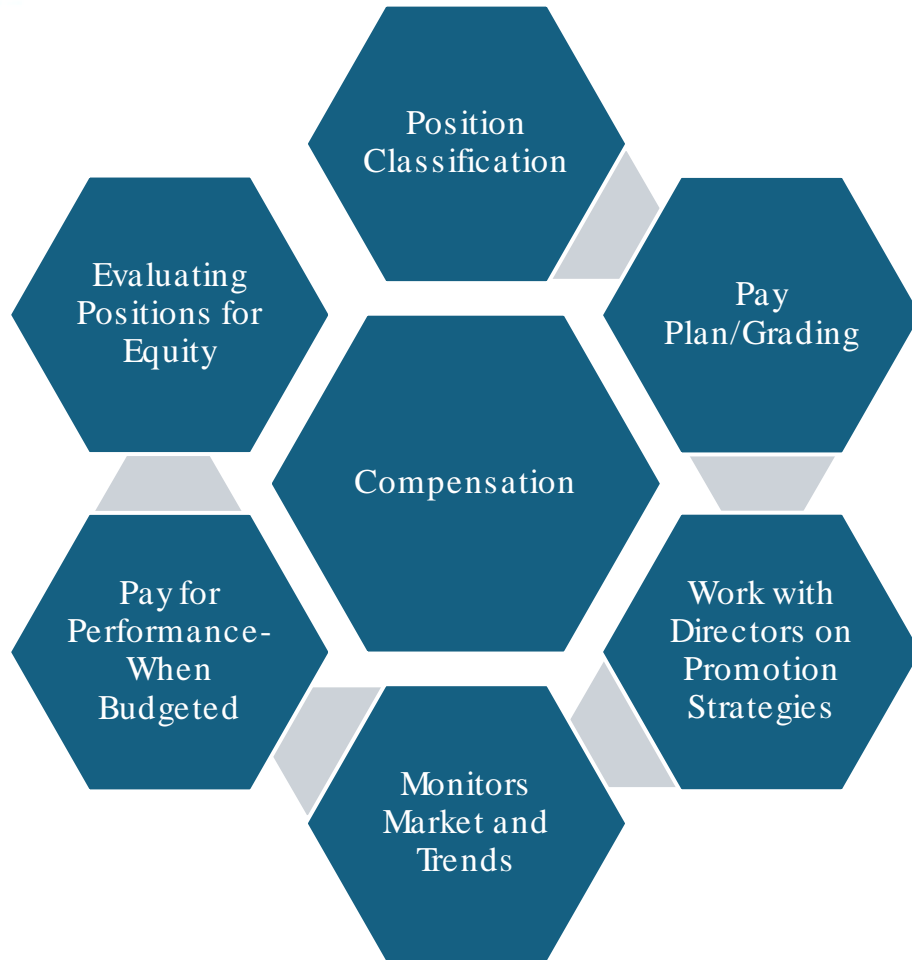 Position
Classification
Pay
Plan/Grading
Work with
Directors on
Promotion
Strategies
Monitors
Market and
Trends
Pay for
Performance-
When
Budgeted
Evaluating
Positions for
Equity
Compensation